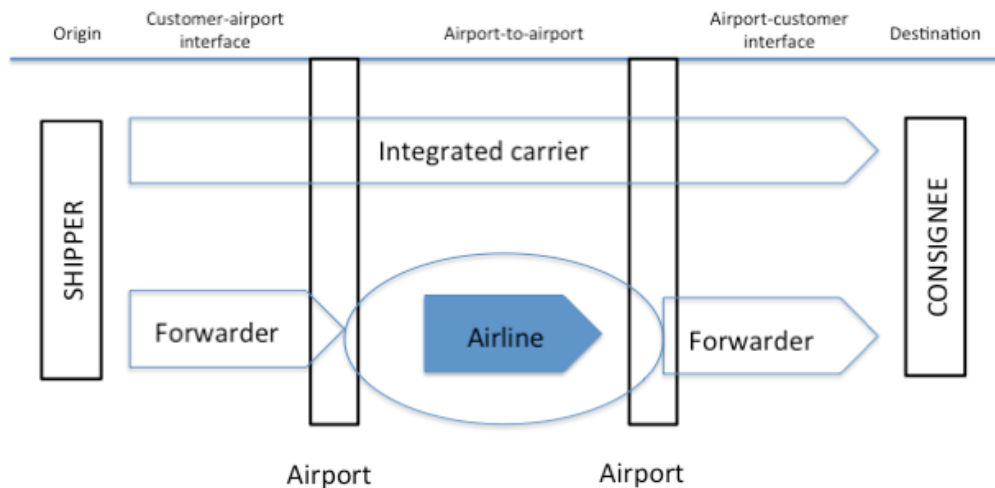 Origin
Customer-airport
interface
Airport-to-airport
Airport-customer
interface
Destination
SHIPPER
Integrated carrier
CONSIGNEE
Forwarder
Airline
Forwarder
Airport
Airport